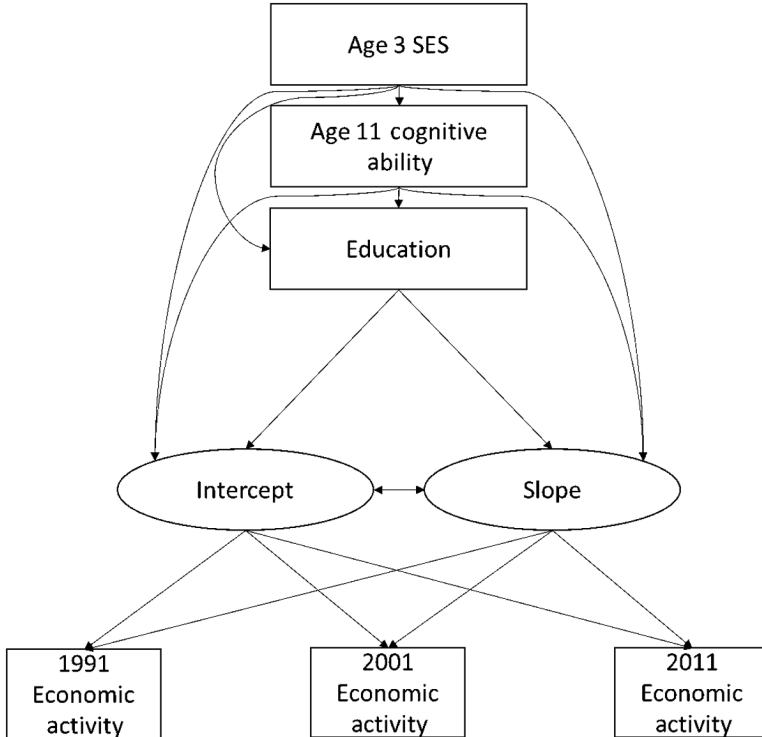 Age 3 SES
Age 11 cognitive
ability
Education
Intercept
Slope
1991
Economic
activity
2001
Economic
activity
2011
Economic
activity